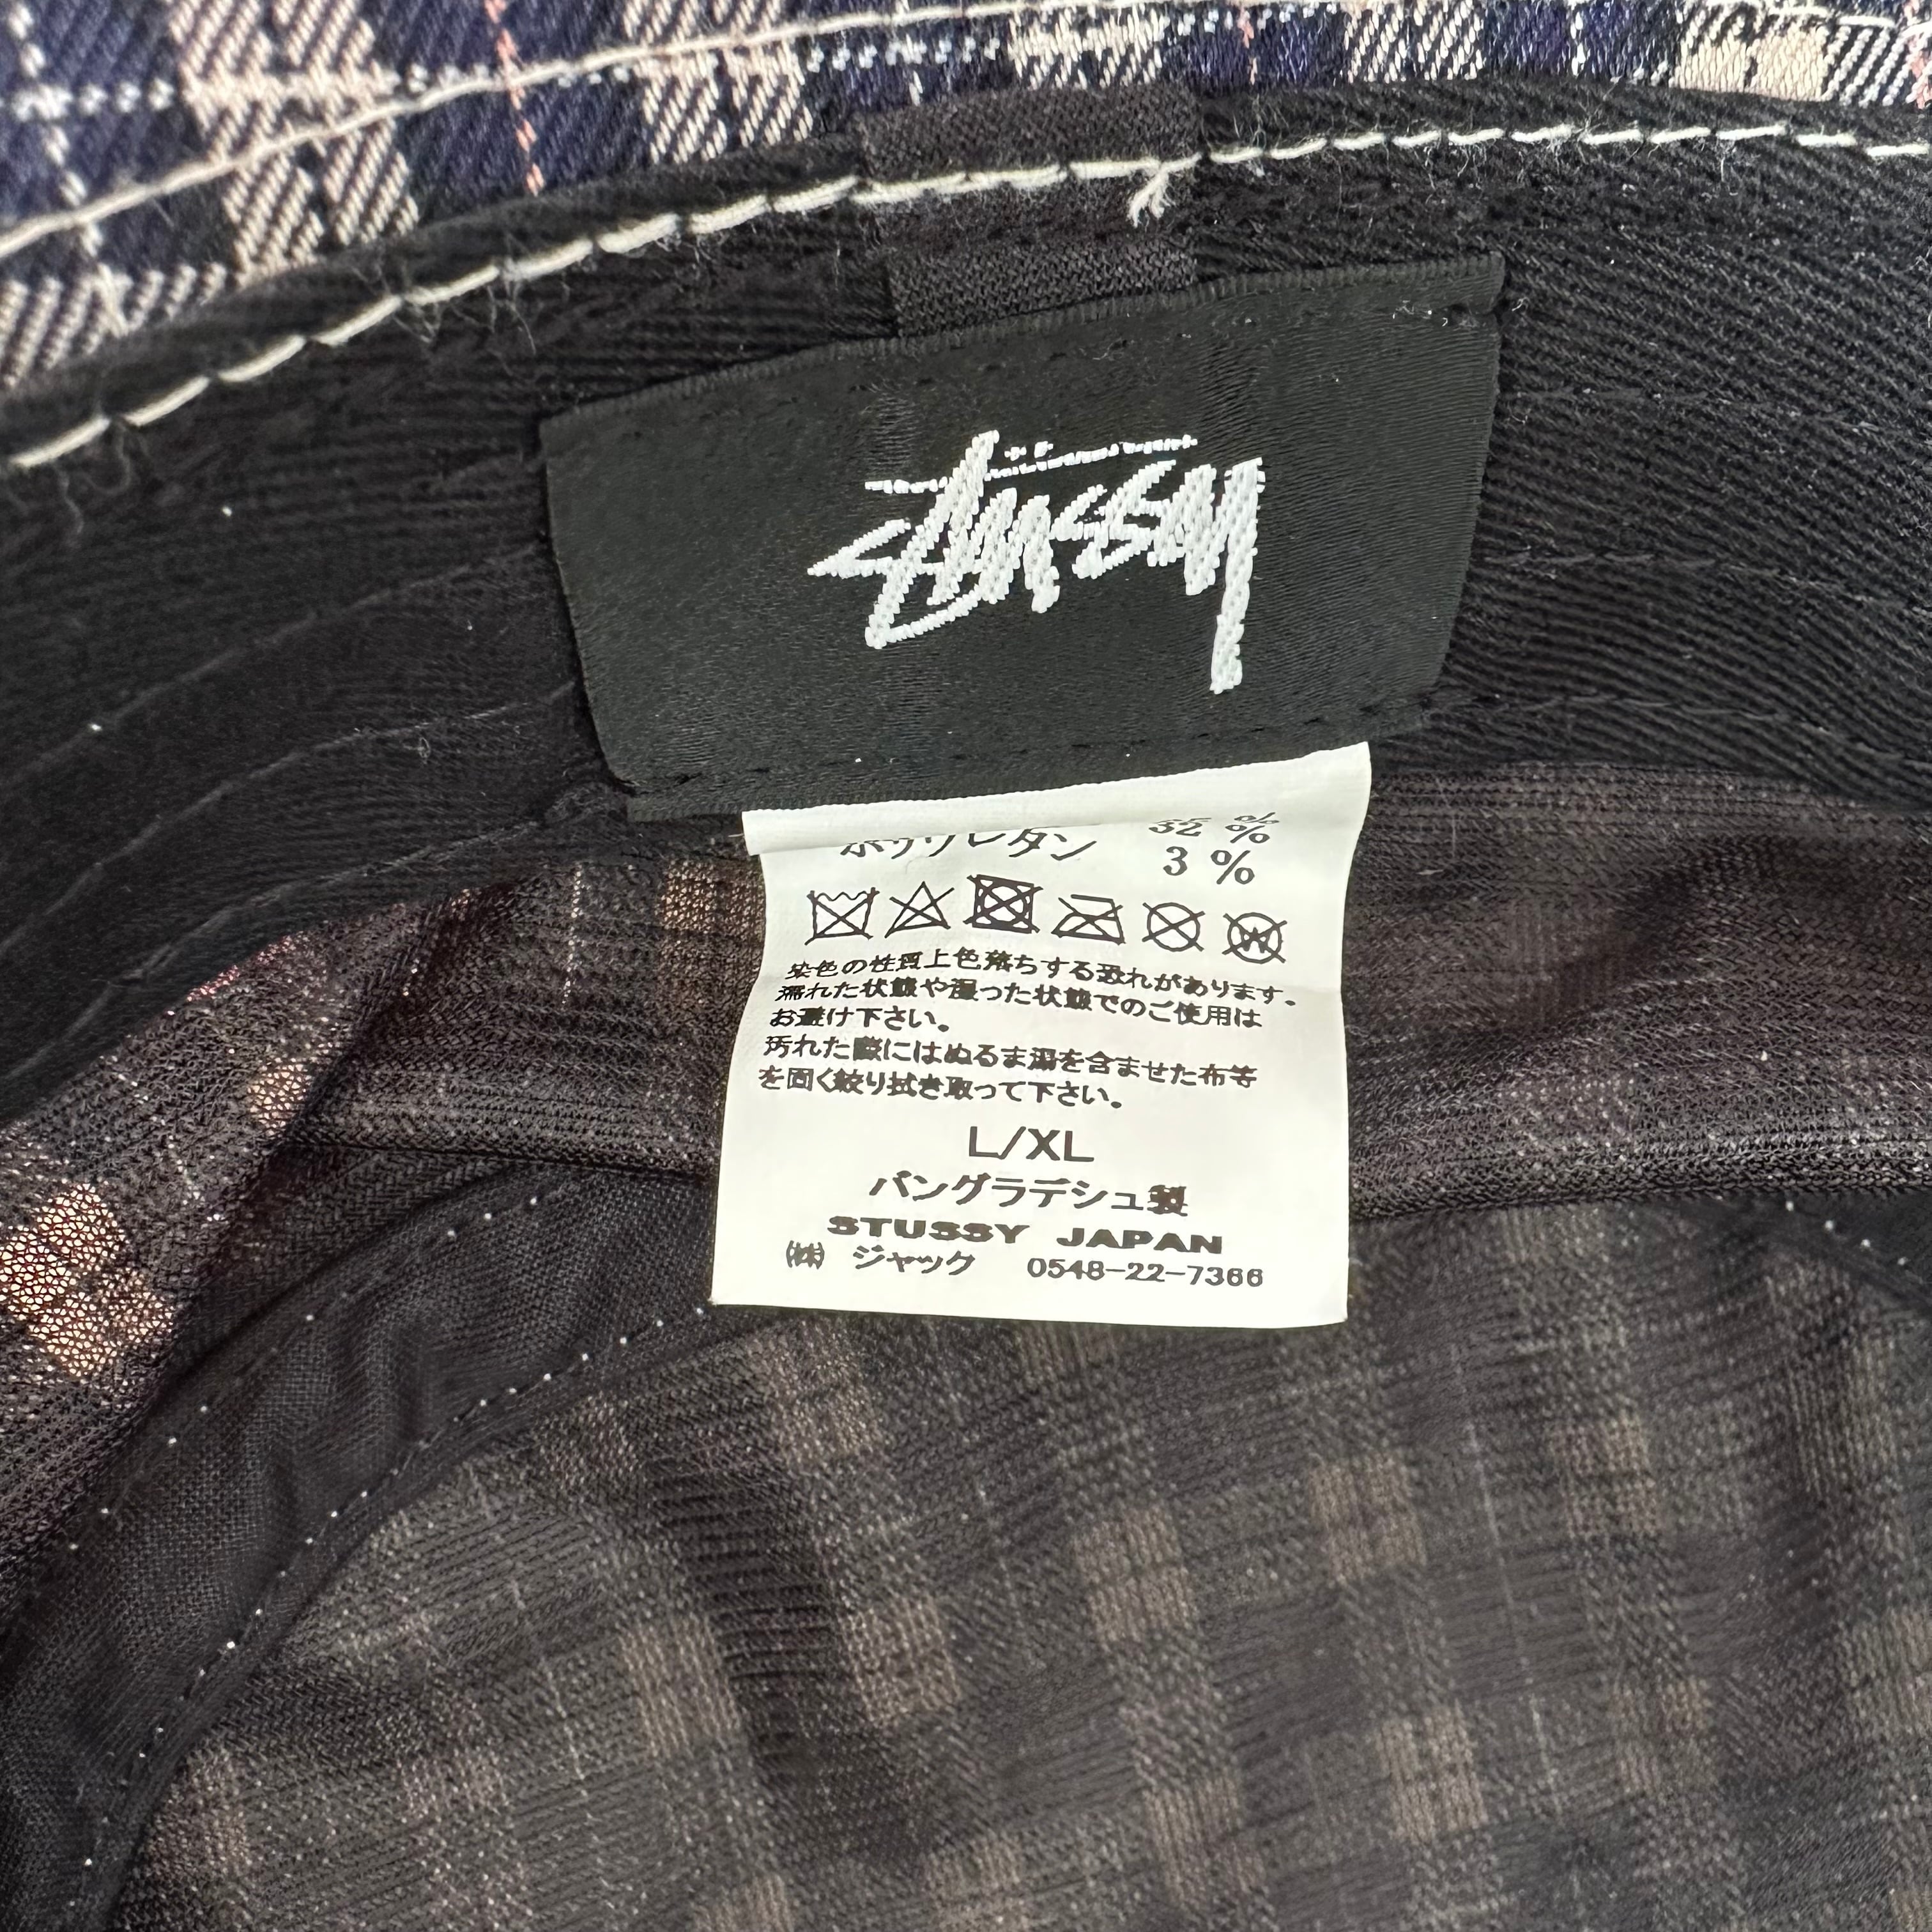 Stüssy
ポリウレタン 32 %
3 %
染色の性質上色落ちする恐れがあります。
濡れた状態や湿った状態でのご使用は
お避け下さい。
汚れた際にはぬるま湯を含ませた布等
を固く絞り拭き取って下さい。
L/XL
バングラデシュ製
STUSSY JAPAN
㈱ ジャック 0548-22-7366